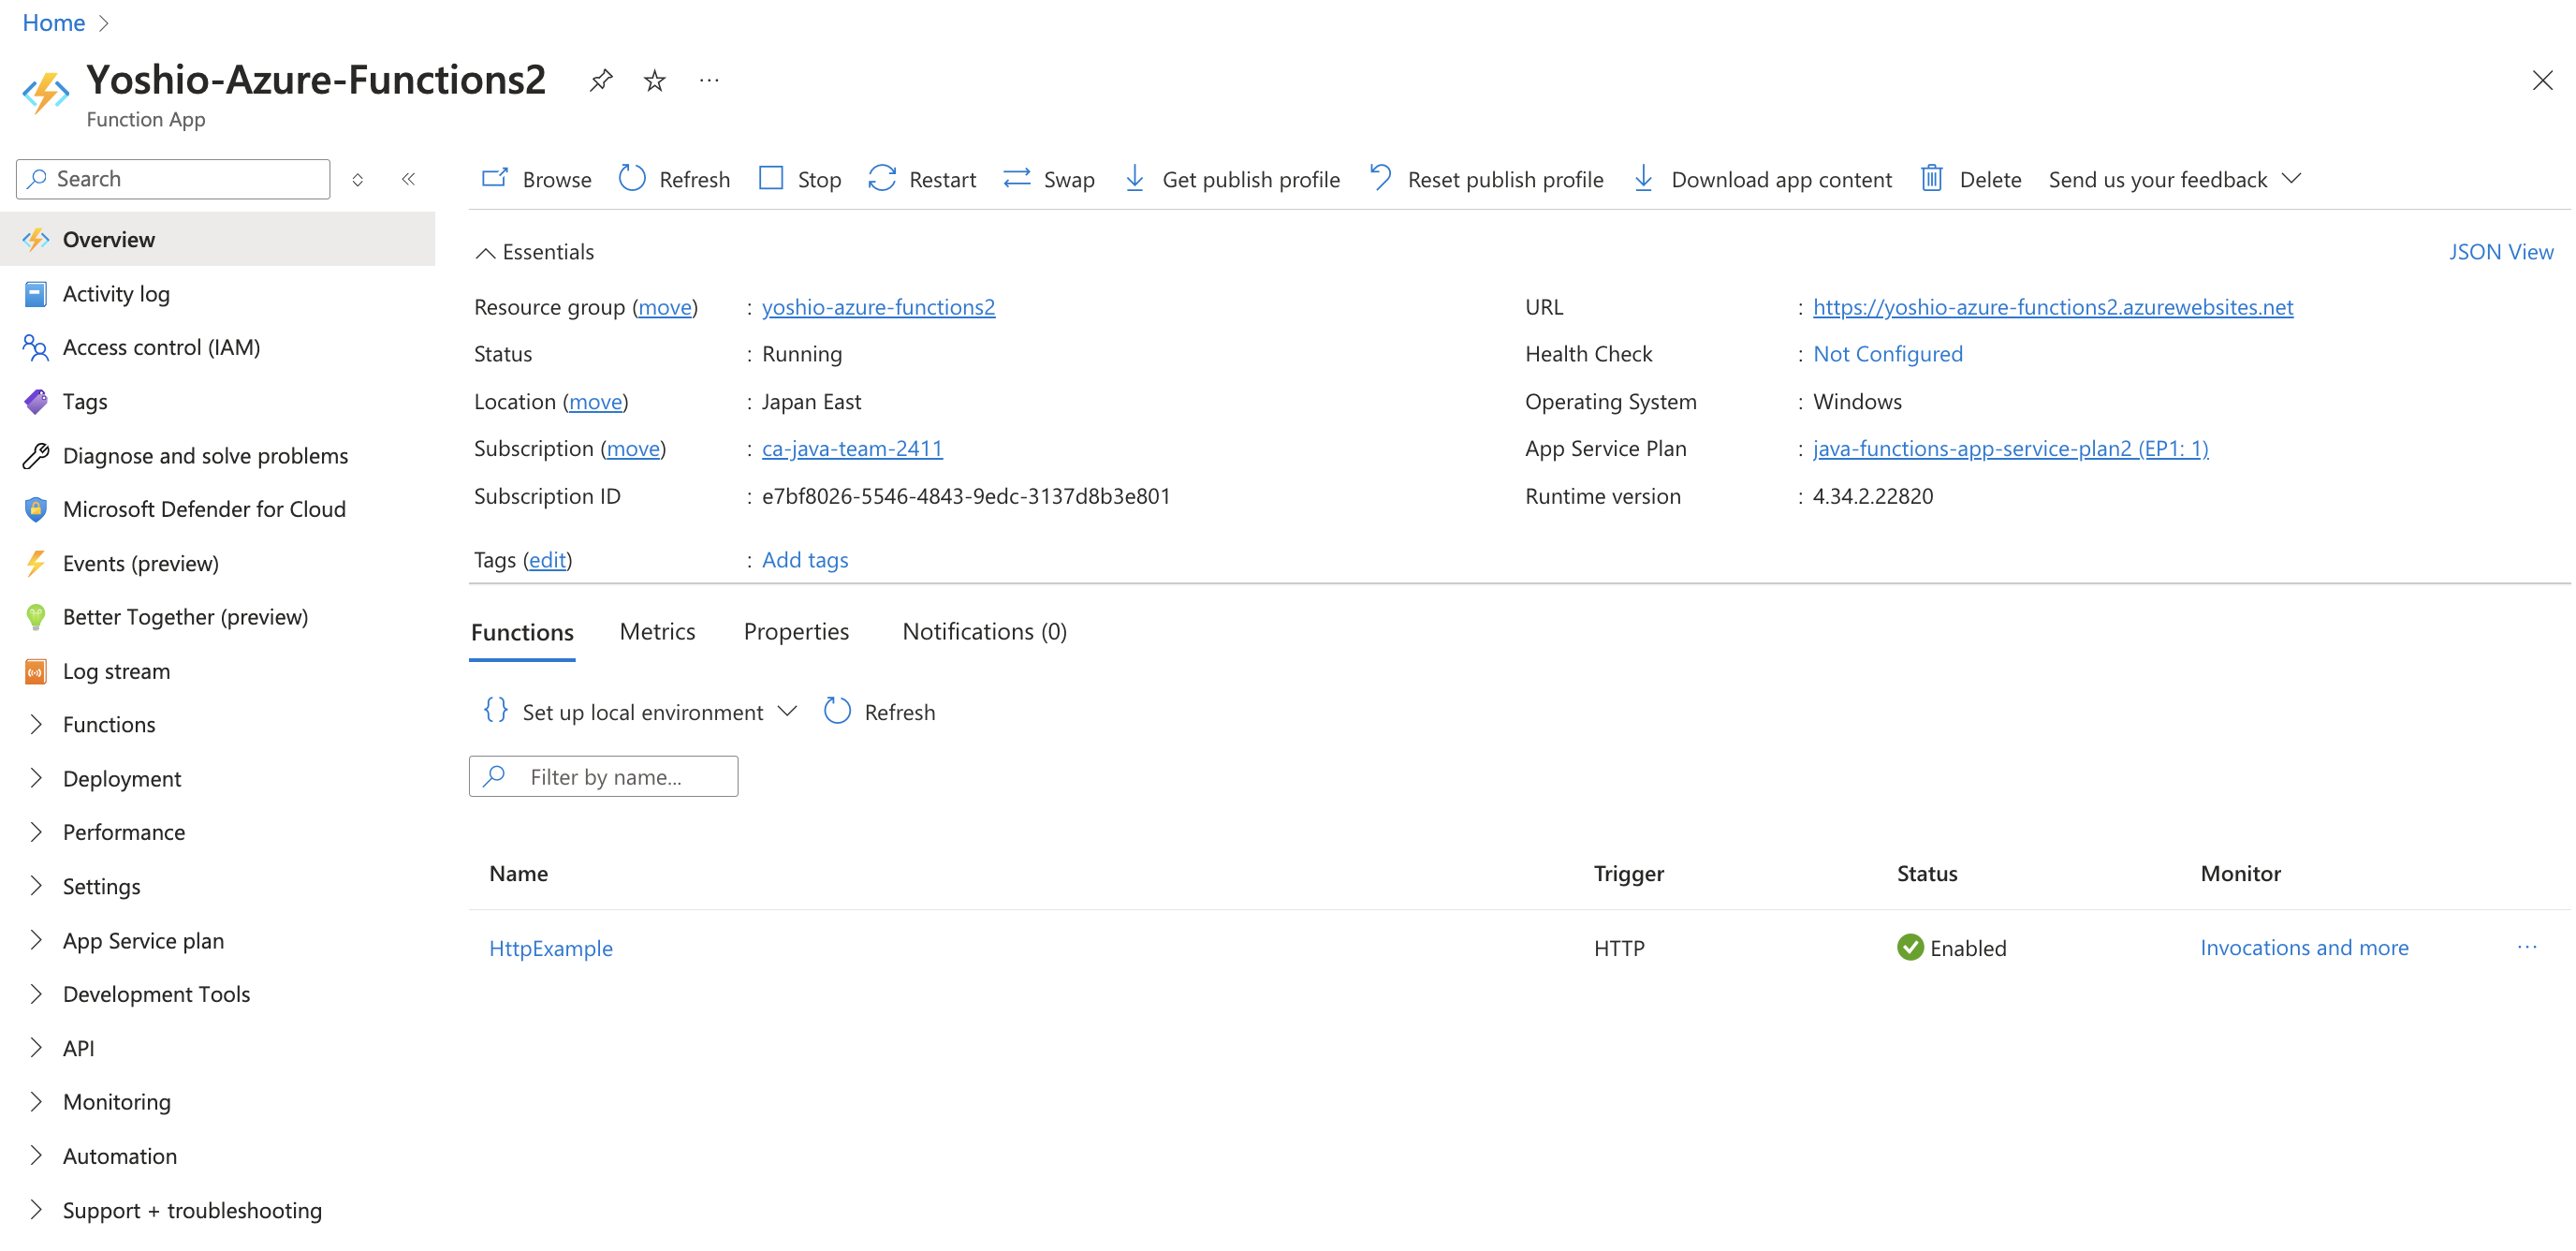 Home
Yoshio-Azure-Functions2
Function App
Search
Browse Refresh Stop Restart Swap Get publish profile Reset publish profile Download app content Delete Send us your feedback
Overview
Activity log
Access control (IAM)
Tags
Diagnose and solve problems
Microsoft Defender for Cloud
Events (preview)
Better Together (preview)
Log stream
Functions
Deployment
Performance
Settings
App Service plan
Development Tools
API
Monitoring
Automation
Support + troubleshooting
Essentials
JSON View
Resource group (move) : yoshio-azure-functions2
Status : Running
Location (move) : Japan East
Subscription (move) : ca-java-team-2411
Subscription ID : e7bf8026-5546-4843-9edc-3137d8b3e801
Tags (edit) : Add tags
URL : https://yoshio-azure-functions2.azurewebsites.net
Health Check : Not Configured
Operating System : Windows
App Service Plan : java-functions-app-service-plan2 (EP1: 1)
Runtime version : 4.34.2.22820
Functions Metrics Properties Notifications (0)
{} Set up local environment Refresh
Filter by name...
Name Trigger Status Monitor
HttpExample HTTP Enabled Invocations and more